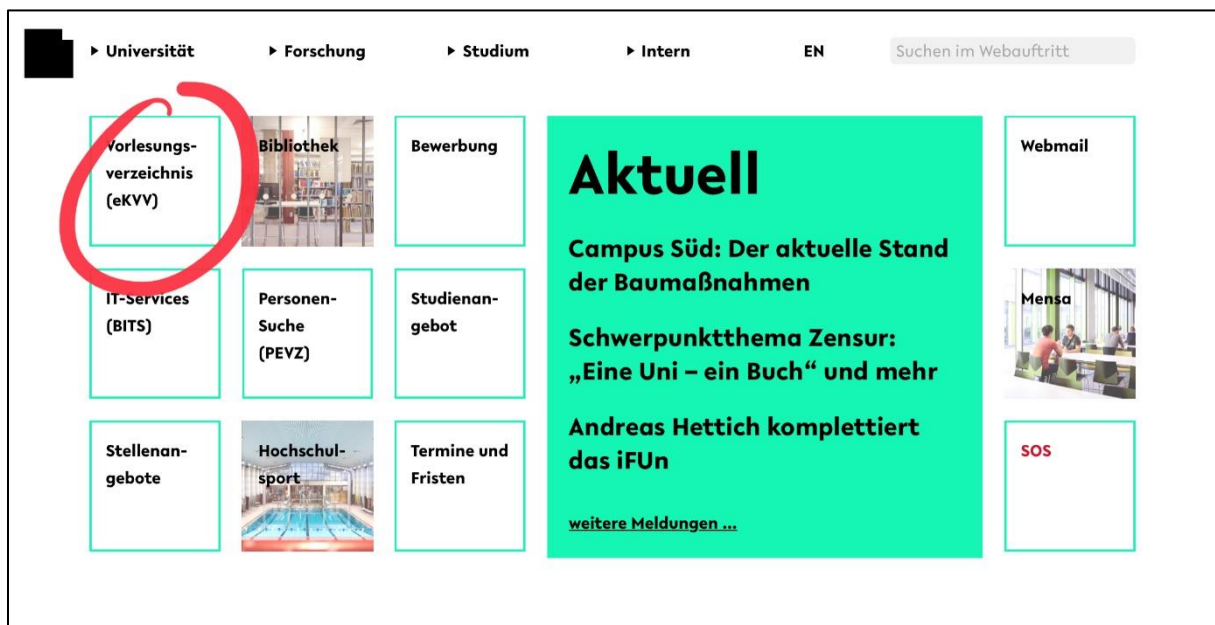 Universität
Forschung
Studium
Intern
EN
Suchen im Webauftritt
Vorlesungs-
verzeichnis
(eKVV)
Bibliothek
Bewerbung
IT-Services
(BITS)
Personen-
Suche
(PEVZ)
Studienan-
gebot
Stellenan-
gebote
Hochschul-
sport
Termine und
Fristen
Aktuell
Campus Süd: Der aktuelle Stand
der Baumaßnahmen
Schwerpunktthema Zensur:
„Eine Uni – ein Buch“ und mehr
Andreas Hettich komplettiert
das iFUn
weitere Meldungen ...
Webmail
Mensa
SOS